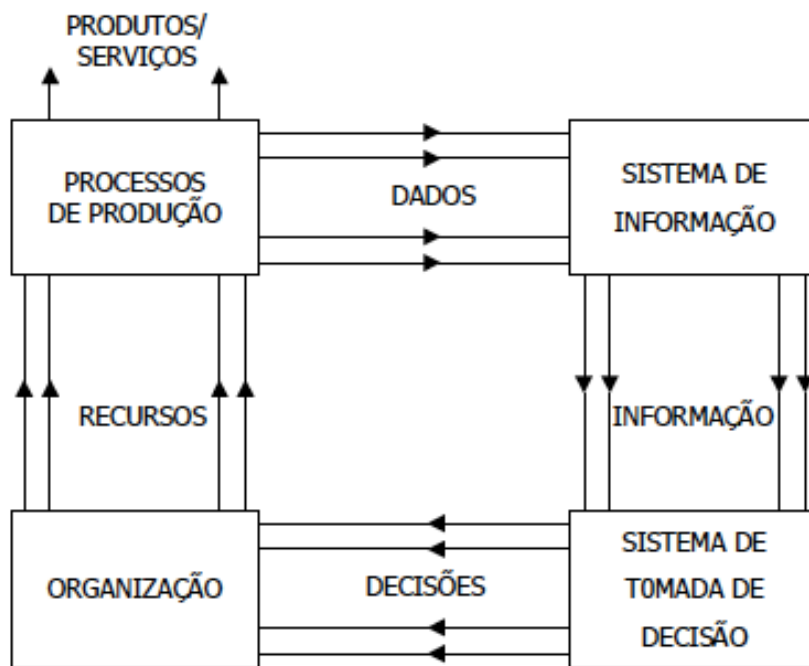 PRODUTOS/
SERVIÇOS
PROCESSOS
DE PRODUÇÃO
DADOS
SISTEMA DE
INFORMAÇÃO
RECURSOS
INFORMAÇÃO
ORGANIZAÇÃO
DECISÕES
SISTEMA DE
T0MADA DE
DECISÃO